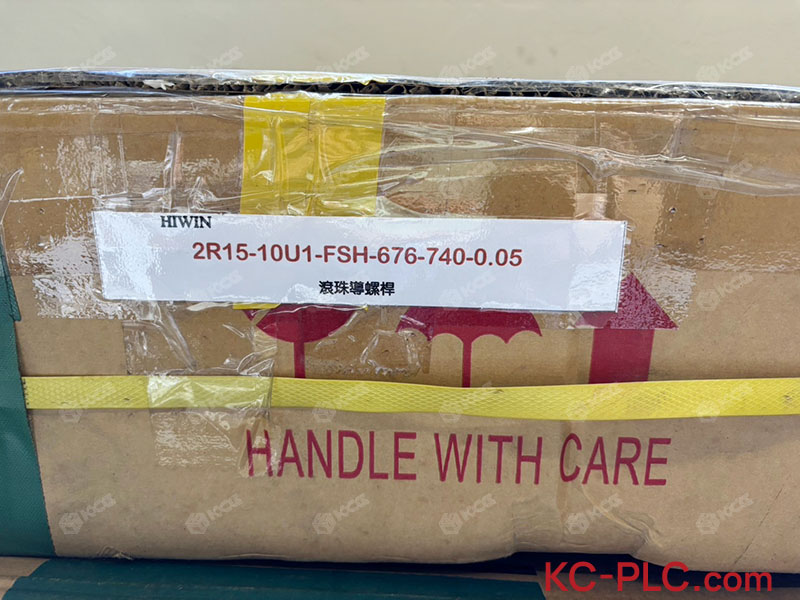 HIWIN
2R15-10U1-FSH-676-740-0.05
滾珠導螺桿
HANDLE WITH CARE
KC-PLC.com